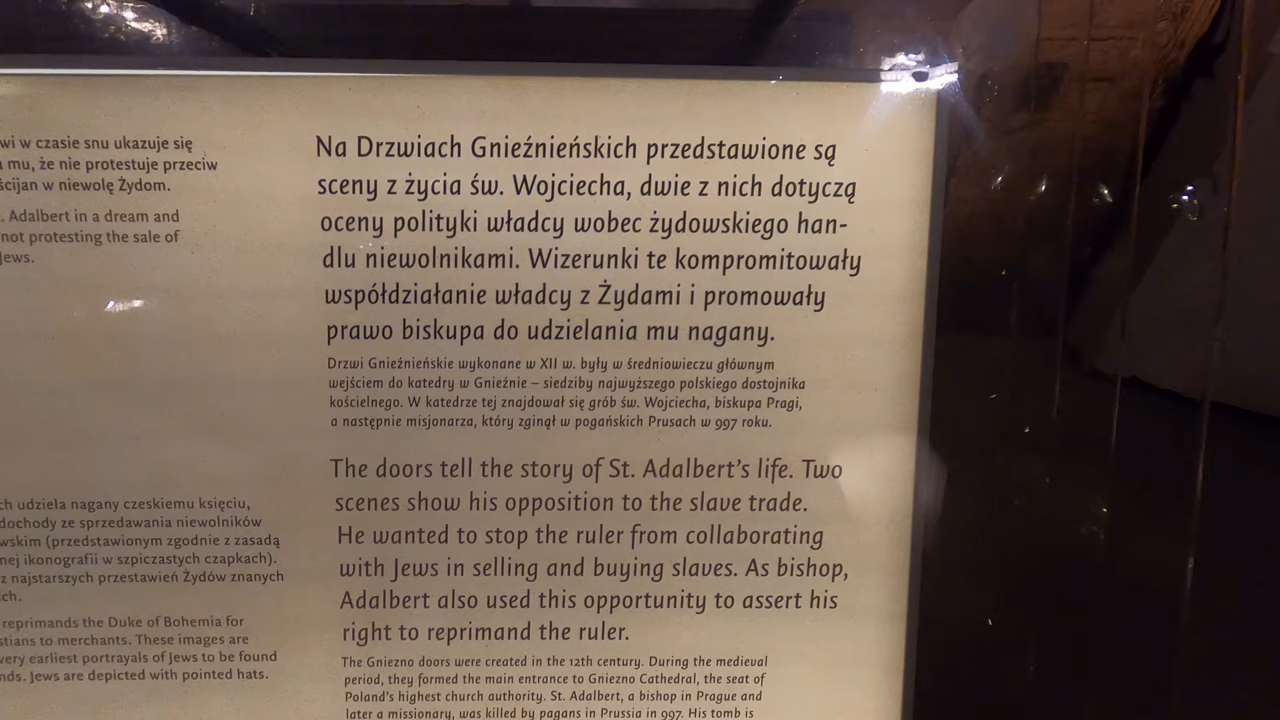 wi w czasie snu ukazuje się
mu, że nie protestuje przeciw
ścijan w niewolę Żydom.
. Adalbert in a dream and
not protesting the sale of
Jews.
ch udziela nagany czeskiemu księciu,
dochody ze sprzedawania niewolników
wskim (przedstawionym zgodnie z zasadą
nej ikonografii w szpiczastych czapkach).
z najstarszych przestawień Żydów znanych
ch.
reprimands the Duke of Bohemia for
stians to merchants. These images are
very earliest portrayals of Jews to be found
nds. Jews are depicted with pointed hats.
Na Drzwiach Gnieźnieńskich przedstawione są
sceny z życia św. Wojciecha, dwie z nich dotyczą
oceny polityki władcy wobec żydowskiego han-
dlu niewolnikami. Wizerunki te kompromitowały
współdziałanie władcy z Żydami i promowały
prawo biskupa do udzielania mu nagany.
Drzwi Gnieźnieńskie wykonane w XII w. były w średniowieczu głównym
wejściem do katedry w Gnieźnie – siedziby najwyższego polskiego dostojnika
kościelnego. W katedrze tej znajdował się grób św. Wojciecha, biskupa Pragi,
a następnie misjonarza, który zginął w pogańskich Prusach w 997 roku.
The doors tell the story of St. Adalbert's life. Two
scenes show his opposition to the slave trade.
He wanted to stop the ruler from collaborating
with Jews in selling and buying slaves. As bishop,
Adalbert also used this opportunity to assert his
right to reprimand the ruler.
The Gniezno doors were created in the 12th century. During the medieval
period, they formed the main entrance to Gniezno Cathedral, the seat of
Poland's highest church authority. St. Adalbert, a bishop in Prague and
later a missionary, was killed by pagans in Prussia in 997. His tomb is